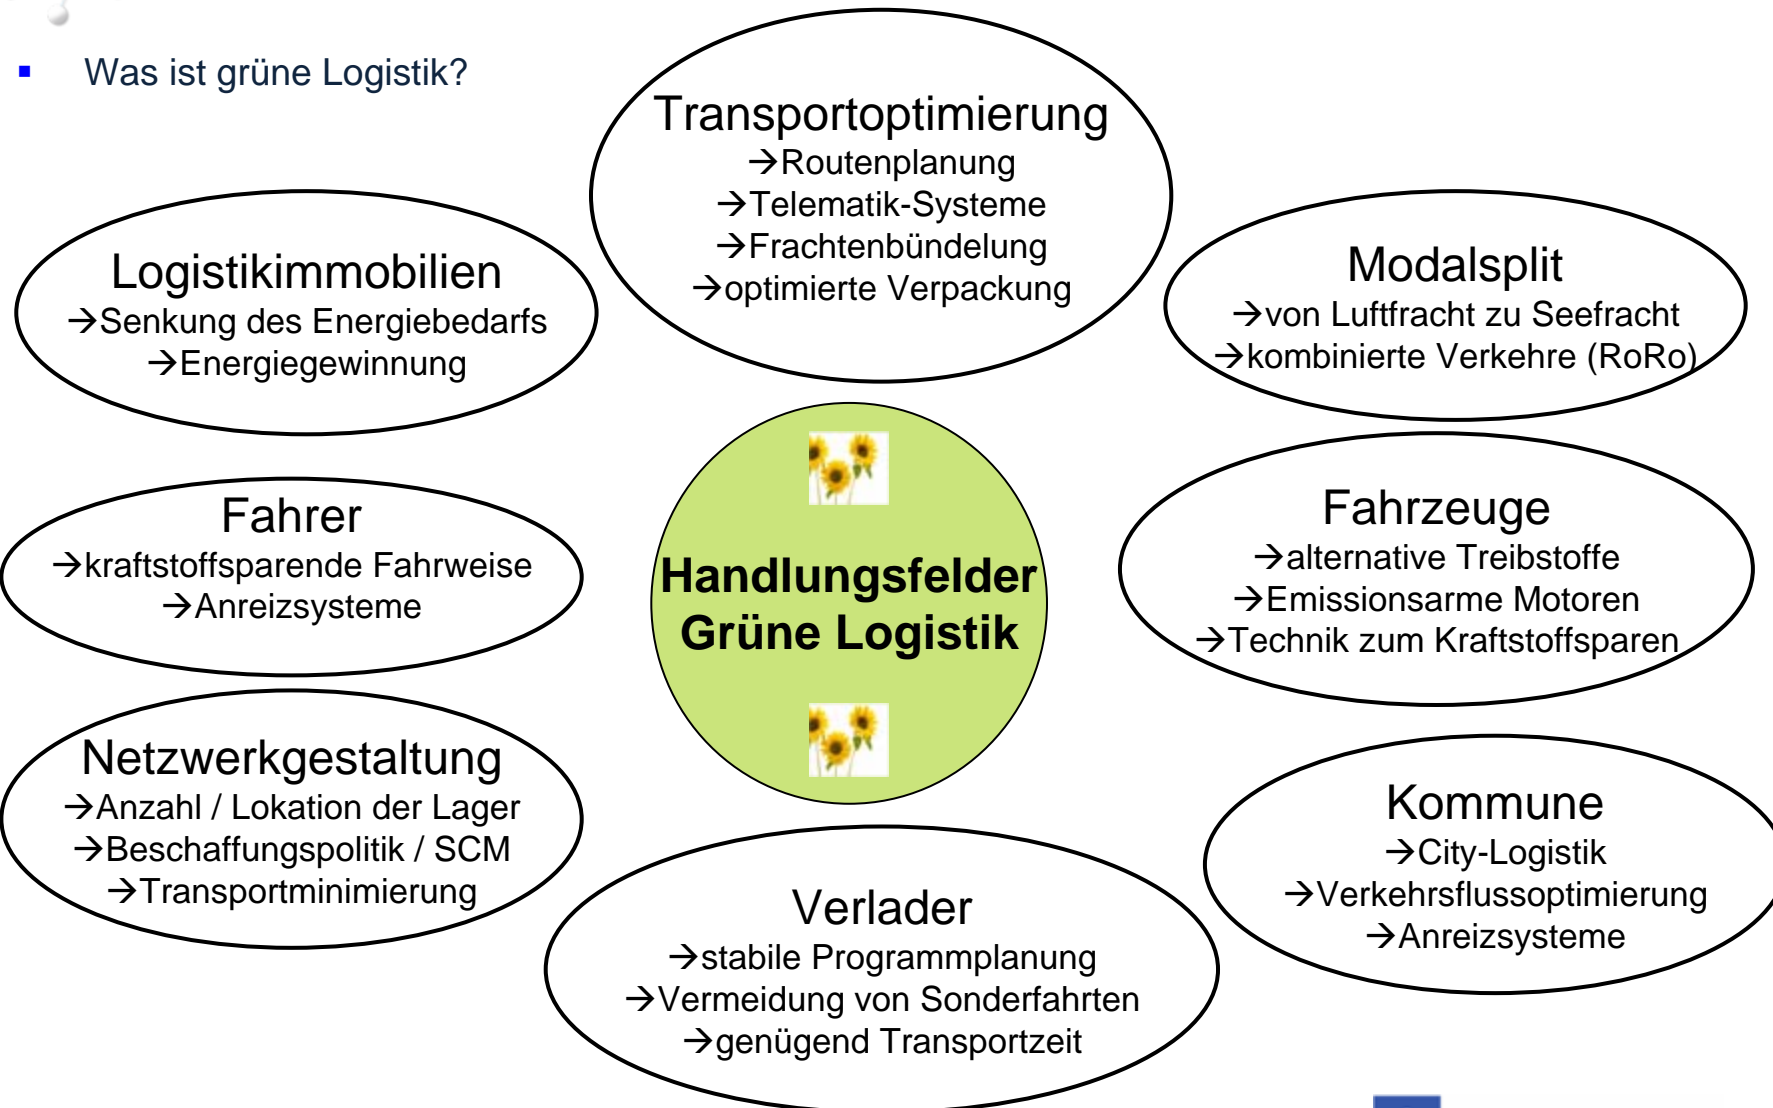 Was ist grüne Logistik?
Transportoptimierung
→Routenplanung
→Telematik-Systeme
→Frachtenbündelung
→optimierte Verpackung
Logistikimmobilien
→Senkung des Energiebedarfs
→Energiegewinnung
Modalsplit
→von Luftfracht zu Seefracht
→kombinierte Verkehre (RoRo)
Fahrer
→kraftstoffsparende Fahrweise
→Anreizsysteme
Handlungsfelder
Grüne Logistik
Fahrzeuge
→alternative Treibstoffe
→Emissionsarme Motoren
→Technik zum Kraftstoffsparen
Netzwerkgestaltung
→Anzahl / Lokation der Lager
→Beschaffungspolitik / SCM
→Transportminimierung
Verlader
→stabile Programmplanung
→Vermeidung von Sonderfahrten
→genügend Transportzeit
Kommune
→City-Logistik
→Verkehrsflussoptimierung
→Anreizsysteme